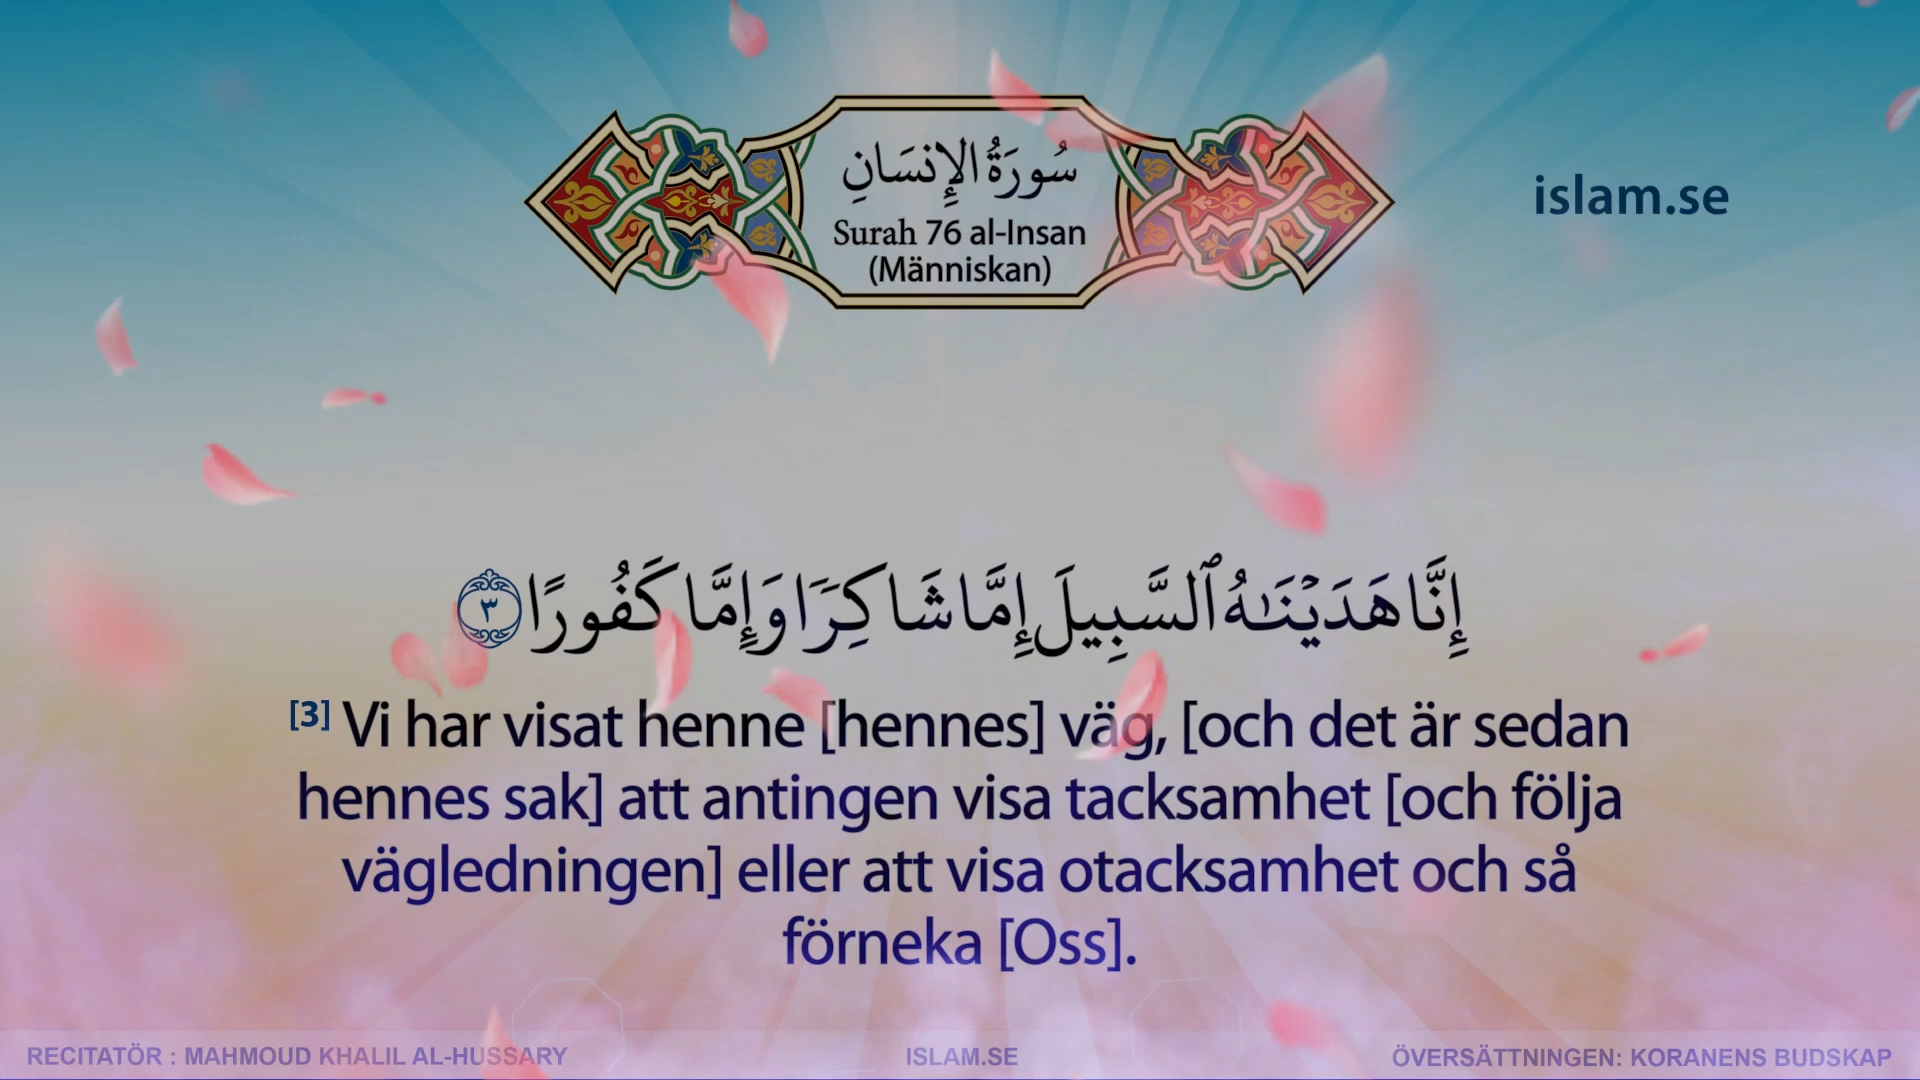 سُورَةُ الإِنسَانِ
Surah 76 al-Insan
(Människan)
islam.se
إِنَّا هَدَيْنَٰهُ ٱلسَّبِيلَ إِمَّا شَاكِرًا وَإِمَّا كَفُورًا ٣
[3] Vi har visat henne [hennes] väg, [och det är sedan
hennes sak] att antingen visa tacksamhet [och följa
vägledningen] eller att visa otacksamhet och så
förneka [Oss].
RECITATÖR : MAHMOUD KHALIL AL-HUSSARY
ISLAM.SE
ÖVERSÄTTNINGEN: KORANENS BUDSKAP